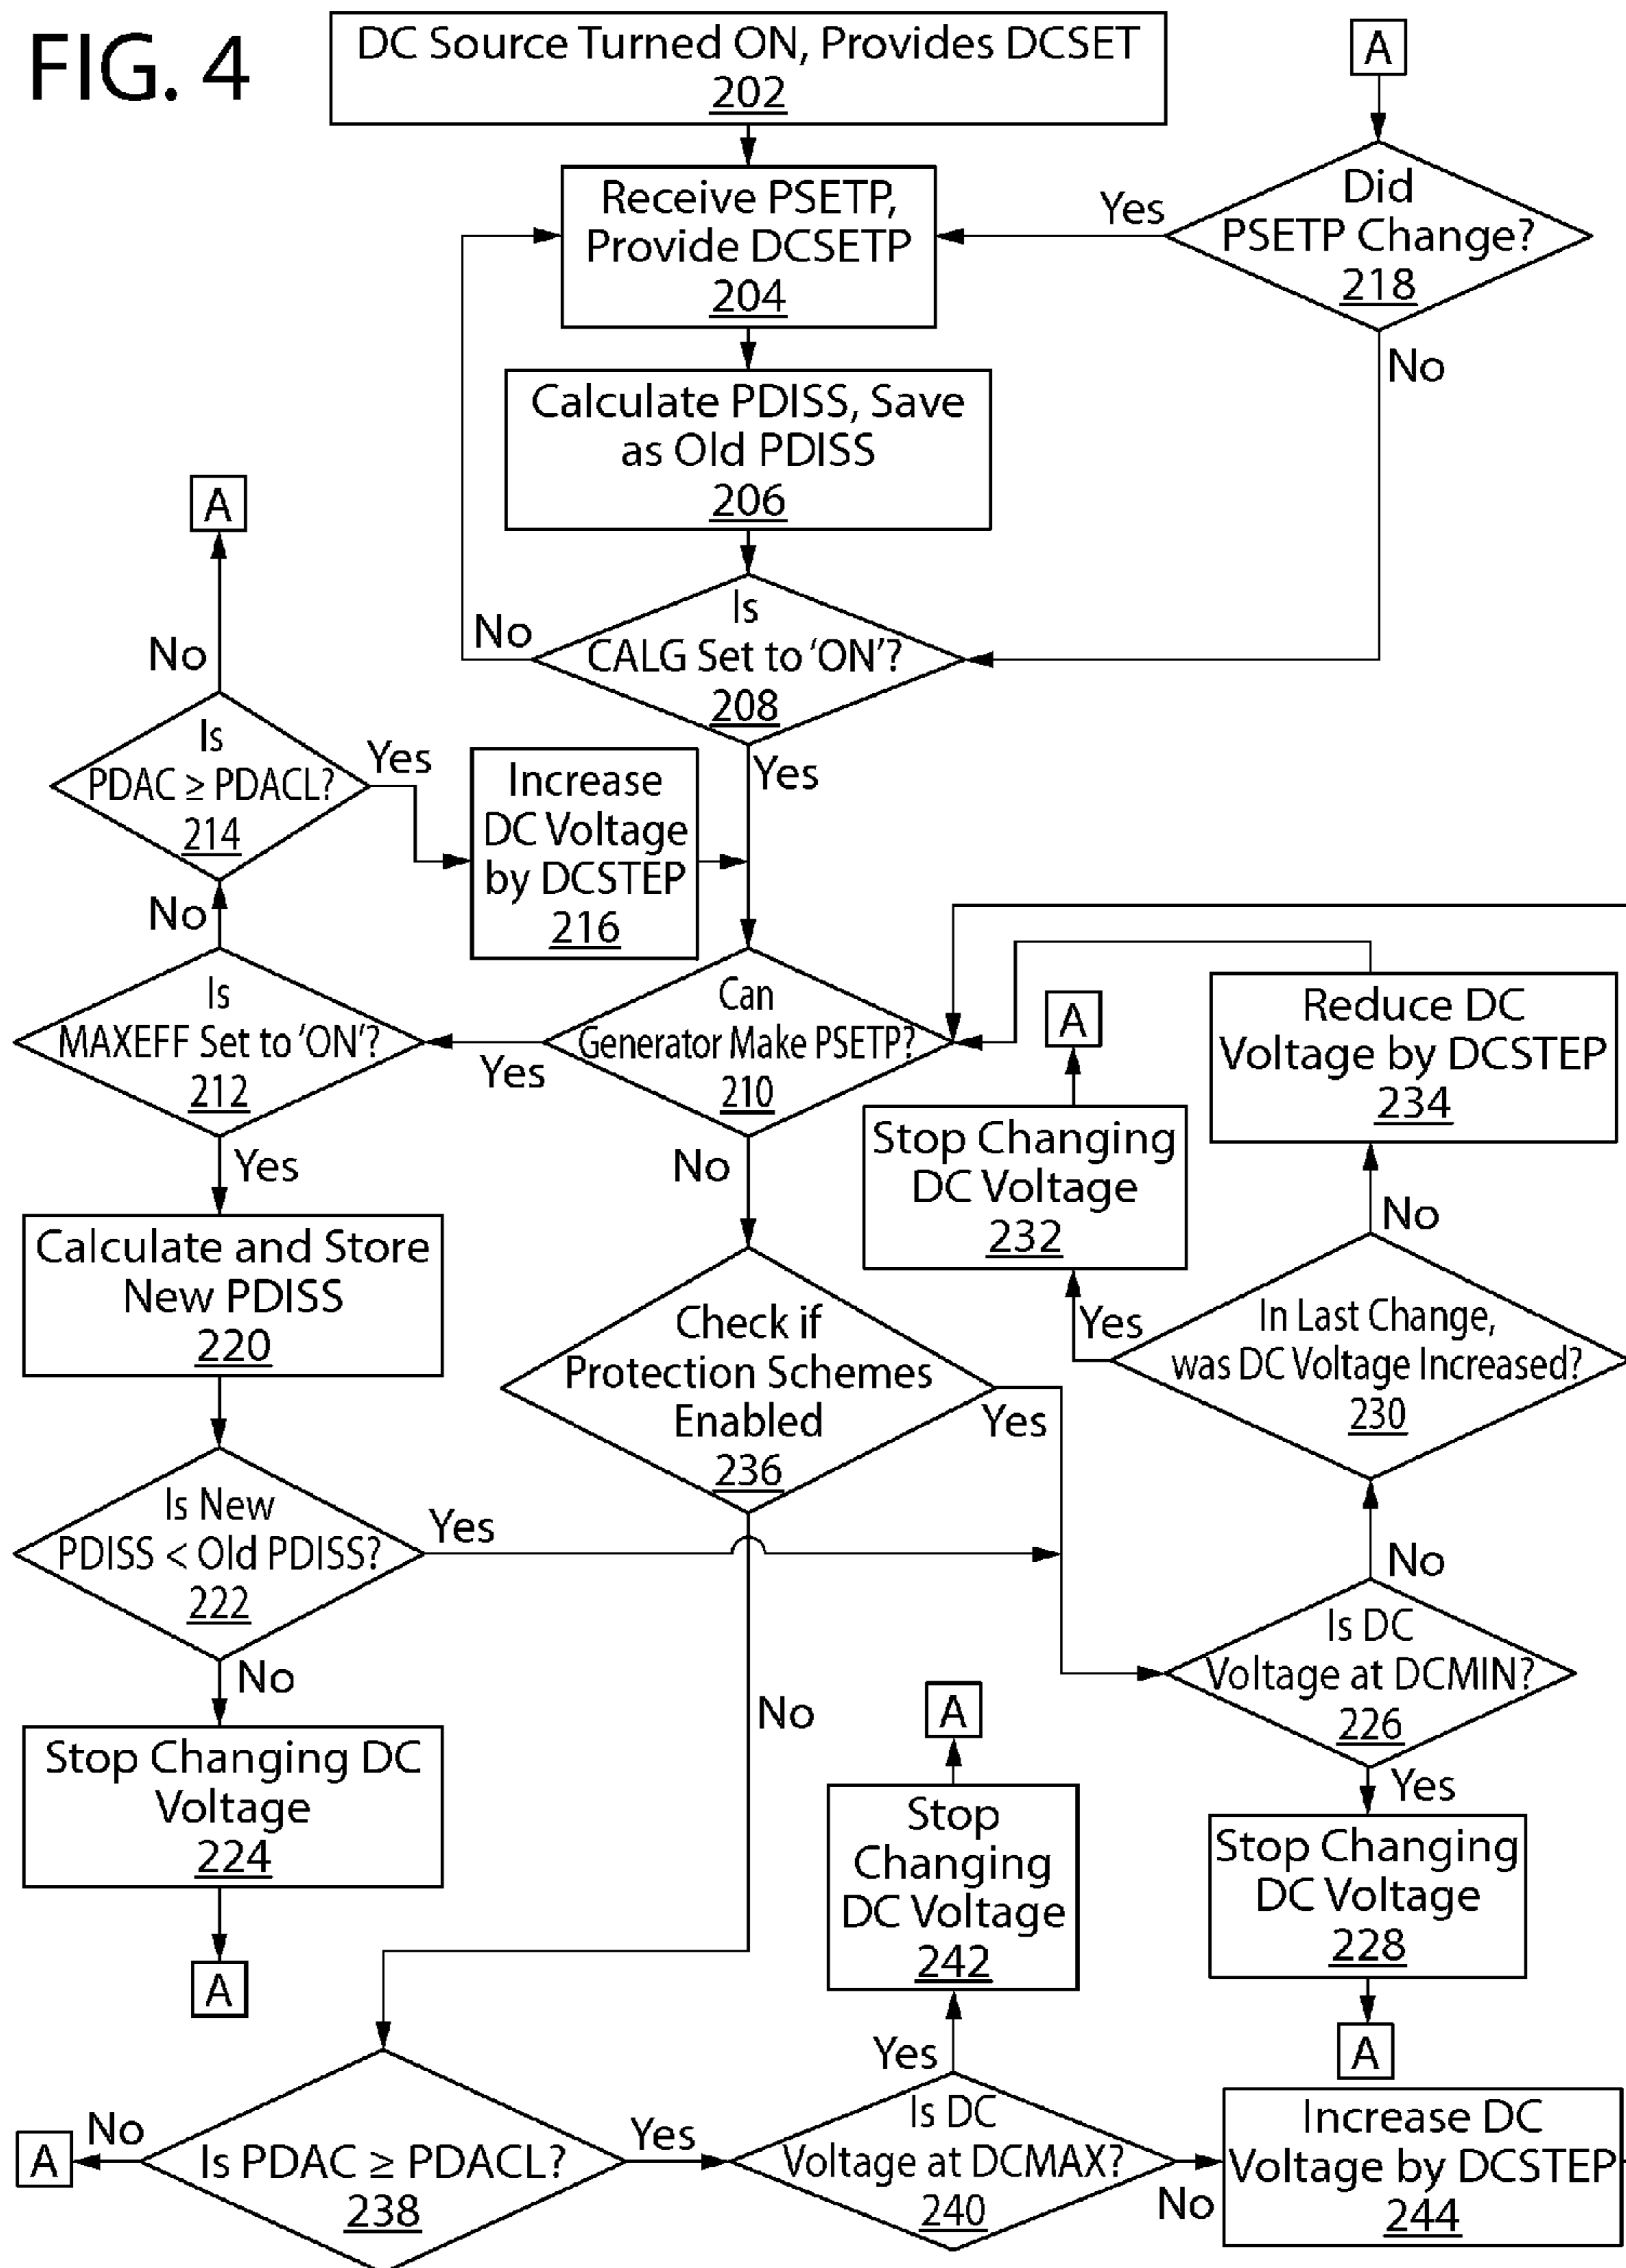 FIG. 4
DC Source Turned ON, Provides DCSET
202
A
Receive PSETP,
Provide DCSETP
204
Yes
Did
PSETP Change?
218
No
Calculate PDISS, Save
as Old PDISS
206
A
No
Is
CALG Set to ‘ON’?
208
No
Yes
Is
PDAC ≥ PDACL?
214
Yes
Increase
DC Voltage
by DCSTEP
216
No
Is
MAXEFF Set to ‘ON’?
212
Yes
Can
Generator Make PSETP?
210
Yes
No
A
Reduce DC
Voltage by DCSTEP
234
Stop Changing
DC Voltage
232
No
Yes
In Last Change,
was DC Voltage Increased?
230
Calculate and Store
New PDISS
220
Check if
Protection Schemes
Enabled
236
Yes
No
Is New
PDISS < Old PDISS?
222
Yes
No
No
Is DC
Voltage at DCMIN?
226
Yes
Stop Changing DC
Voltage
224
A
A
Stop
Changing
DC Voltage
242
Stop Changing
DC Voltage
228
A
Yes
A
No
Is PDAC ≥ PDACL?
238
Yes
Is DC
Voltage at DCMAX?
240
No
Increase DC
Voltage by DCSTEP
244